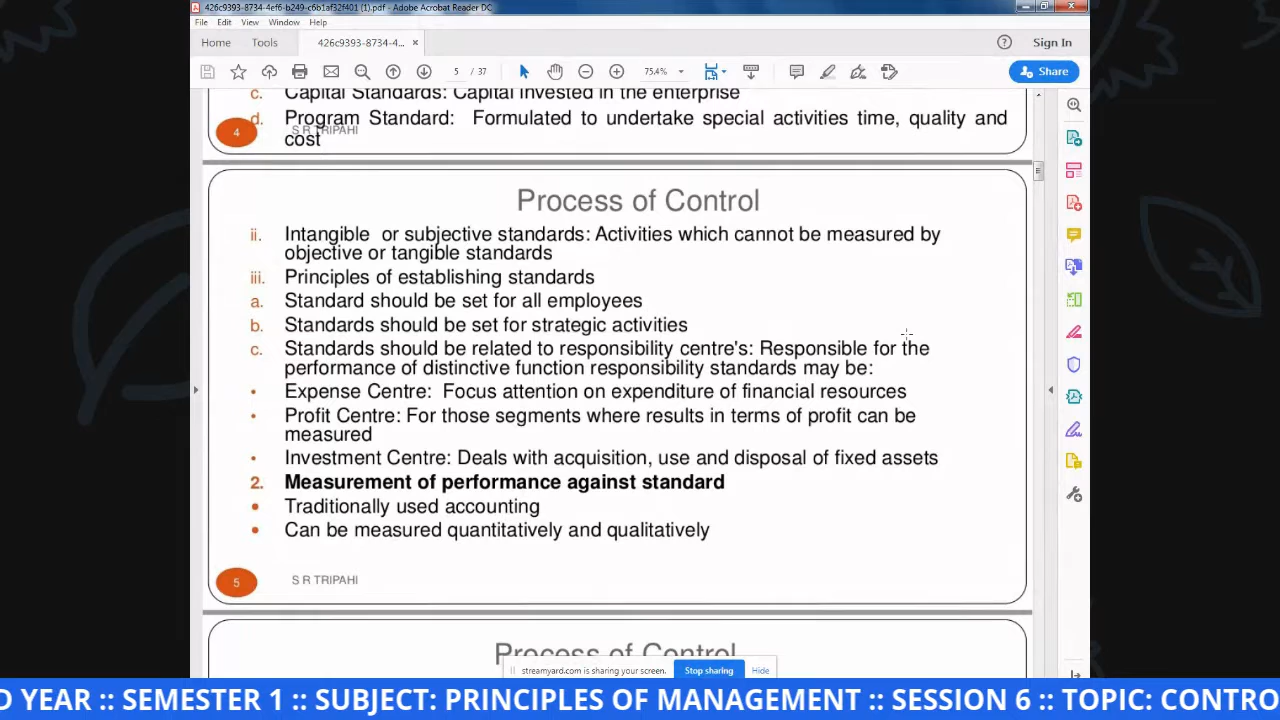 426c9393-8734-4ef6-b249-c6b1af32f401 (1).pdf - Adobe Acrobat Reader DC
File Edit View Window Help
Home Tools 426c9393-8734-4... × Sign In
5 / 37 75.4% Share
c. Capital Standards: Capital invested in the enterprise
d. Program Standard: Formulated to undertake special activities time, quality and
cost
4 S R TRIPAHI
Process of Control
ii. Intangible or subjective standards: Activities which cannot be measured by
objective or tangible standards
iii. Principles of establishing standards
a. Standard should be set for all employees
b. Standards should be set for strategic activities
c. Standards should be related to responsibility centre's: Responsible for the
performance of distinctive function responsibility standards may be:
• Expense Centre: Focus attention on expenditure of financial resources
• Profit Centre: For those segments where results in terms of profit can be
measured
• Investment Centre: Deals with acquisition, use and disposal of fixed assets
2. Measurement of performance against standard
• Traditionally used accounting
• Can be measured quantitatively and qualitatively
5 S R TRIPAHI
Process of Control
streamyard.com is sharing your screen. Stop sharing Hide
D YEAR :: SEMESTER 1 :: SUBJECT: PRINCIPLES OF MANAGEMENT :: SESSION 6 :: TOPIC: CONTRO